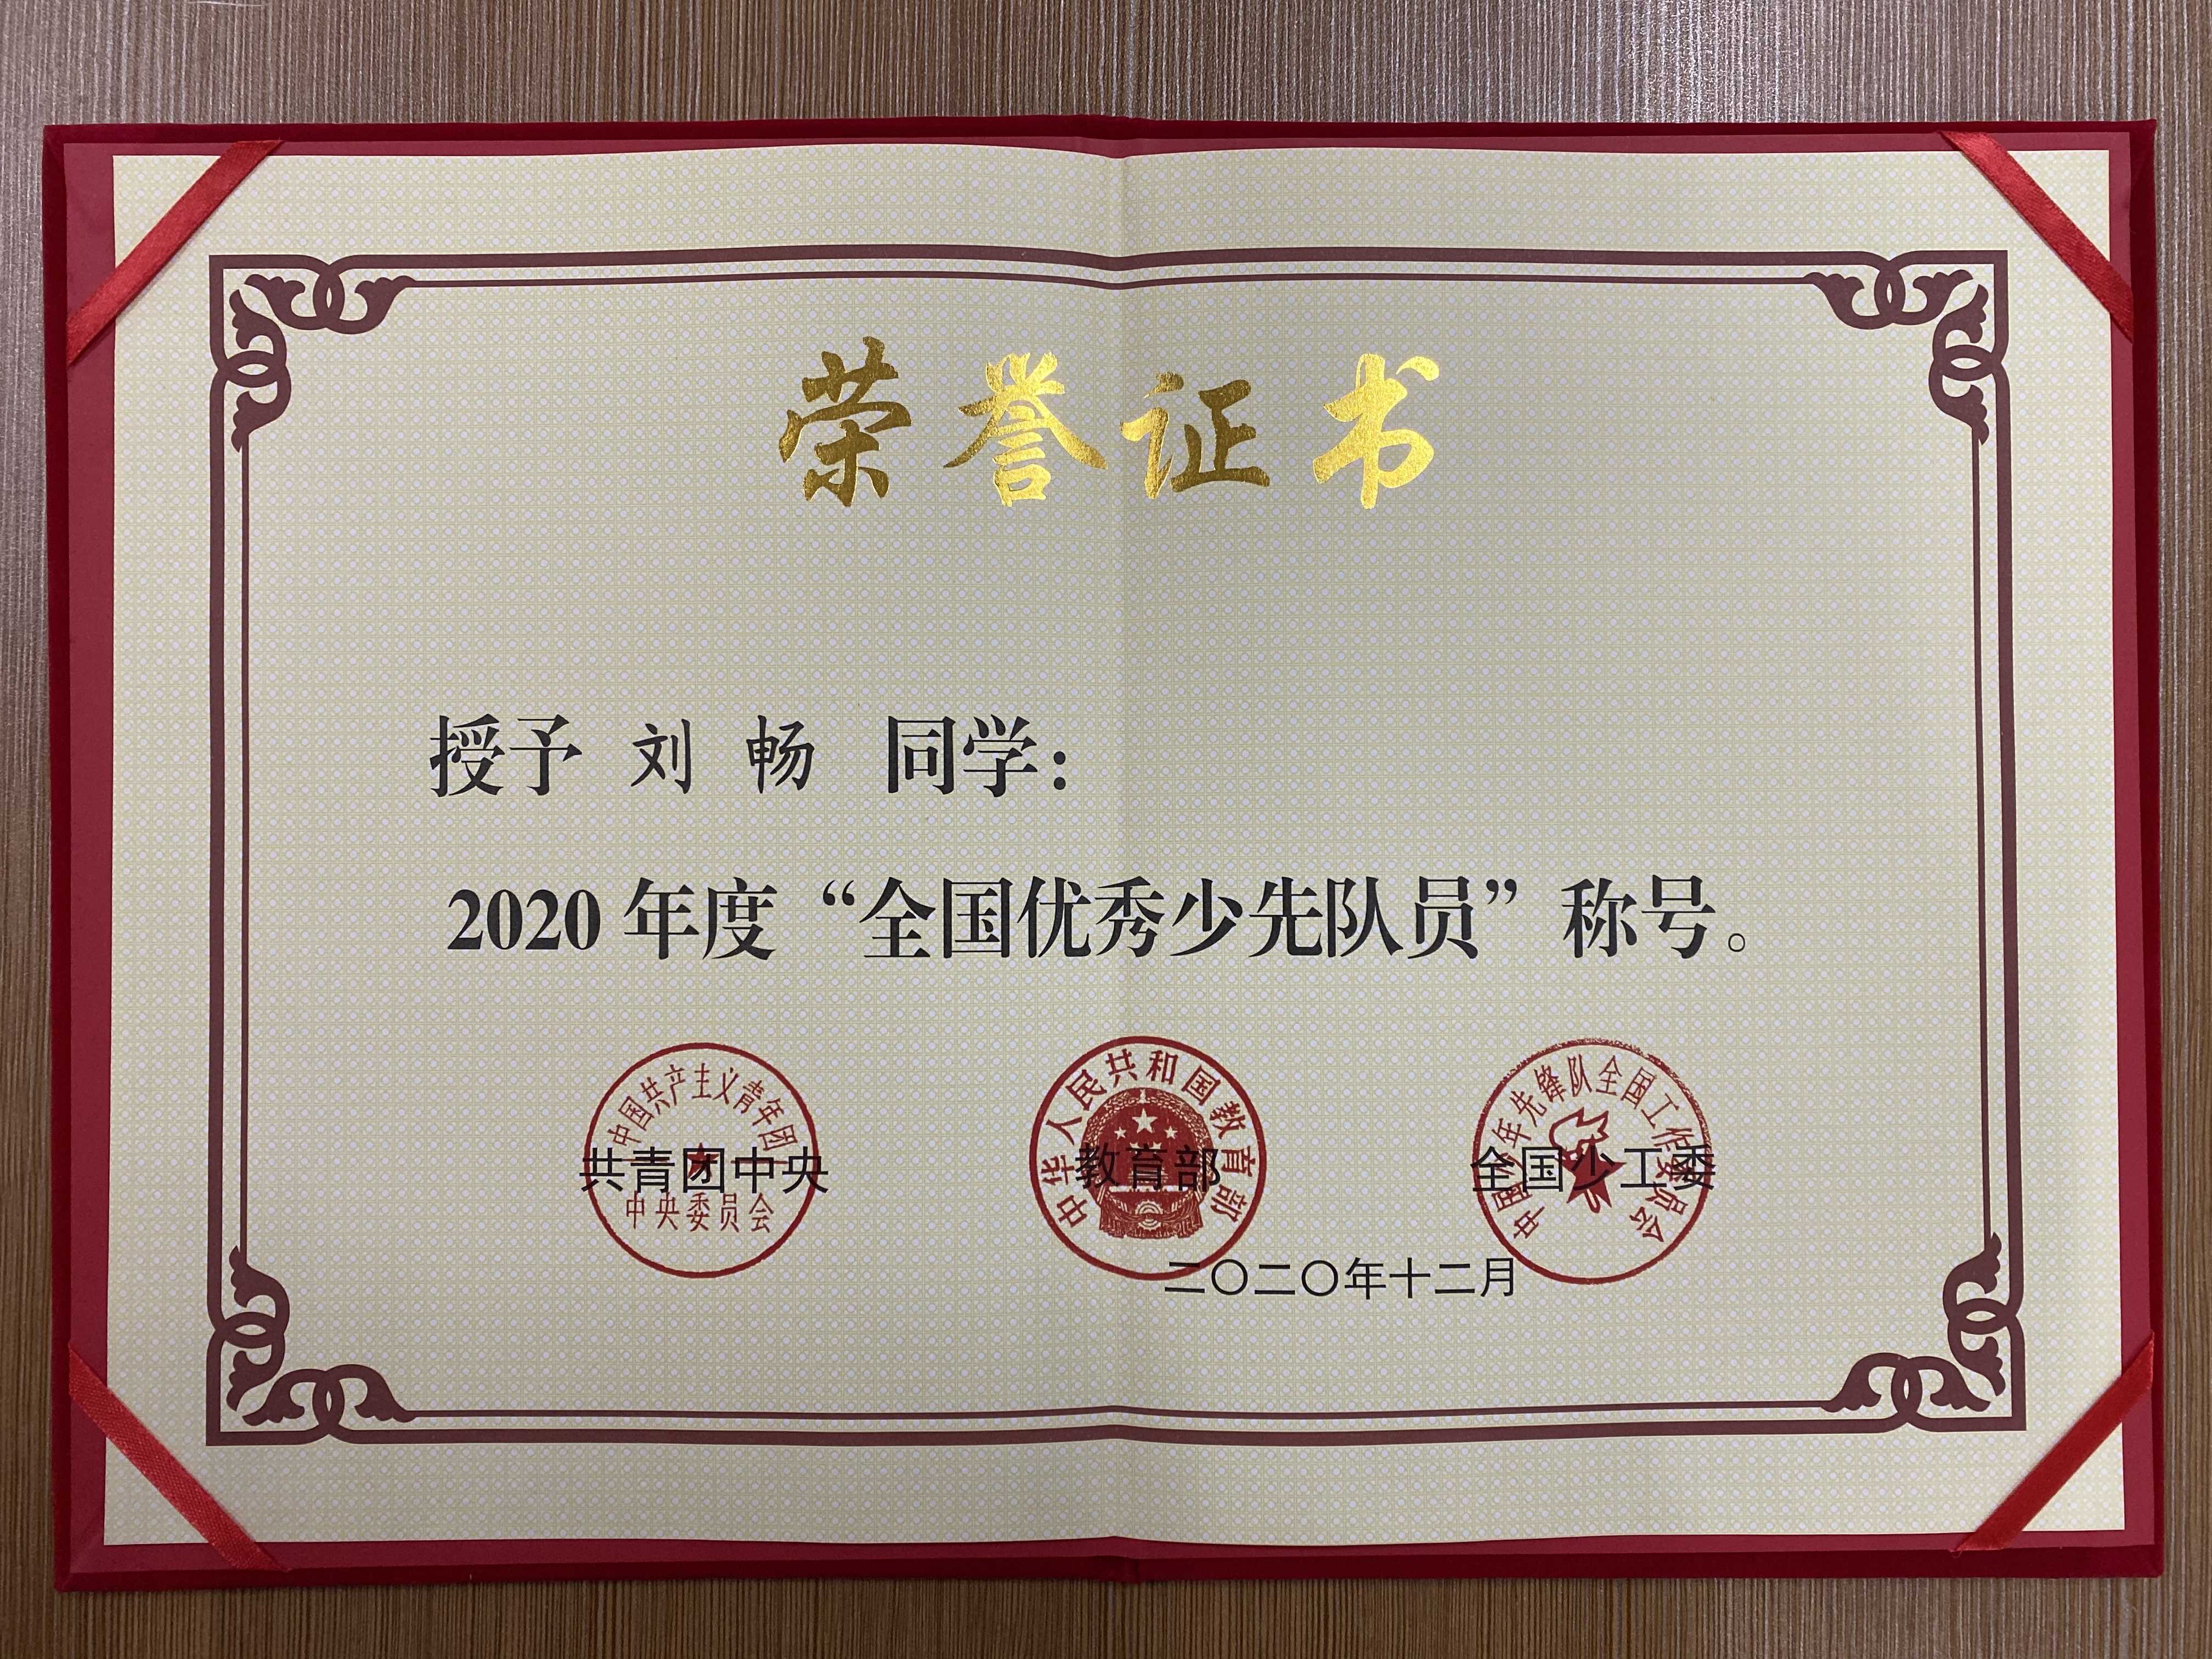 荣誉证书
授予 刘 畅 同学：
2020 年度“全国优秀少先队员”称号。
中国共产主义青年团
中央委员会
共青团中央
中华人民共和国教育部
教育部
中国少年先锋队全国工作委员会
全国少工委
二〇二〇年十二月